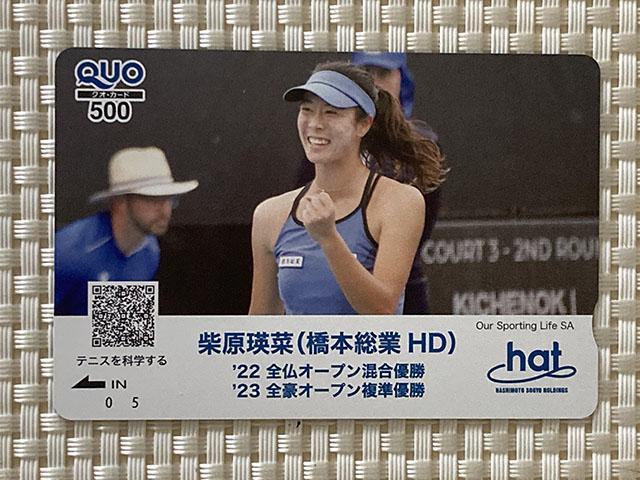 QUO
クオ・カード
500
COURT 3 - 2ND ROU
KICHENOK
テニスを科学する
IN
0 5
柴原瑛菜(橋本総業HD)
'22 全仏オープン混合優勝
'23 全豪オープン複準優勝
Our Sporting Life SA
hat
HASHIMOTO SOGYO HOLDINGS